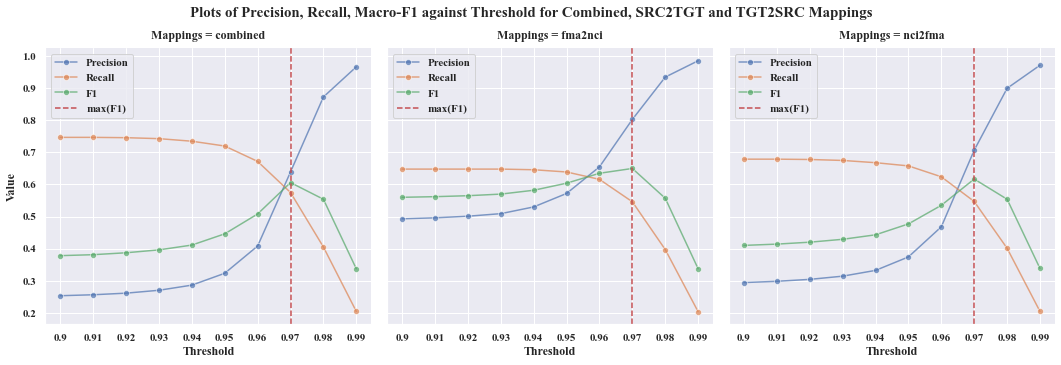 Plots of Precision, Recall, Macro-F1 against Threshold for Combined, SRC2TGT and TGT2SRC Mappings
Mappings = combined
Mappings = fma2nci
Mappings = nci2fma
Value
1.0
0.9
0.8
0.7
0.6
0.5
0.4
0.3
0.2
Precision
Recall
F1
max(F1)
Precision
Recall
F1
max(F1)
Precision
Recall
F1
max(F1)
0.9 0.91 0.92 0.93 0.94 0.95 0.96 0.97 0.98 0.99
0.9 0.91 0.92 0.93 0.94 0.95 0.96 0.97 0.98 0.99
0.9 0.91 0.92 0.93 0.94 0.95 0.96 0.97 0.98 0.99
Threshold
Threshold
Threshold